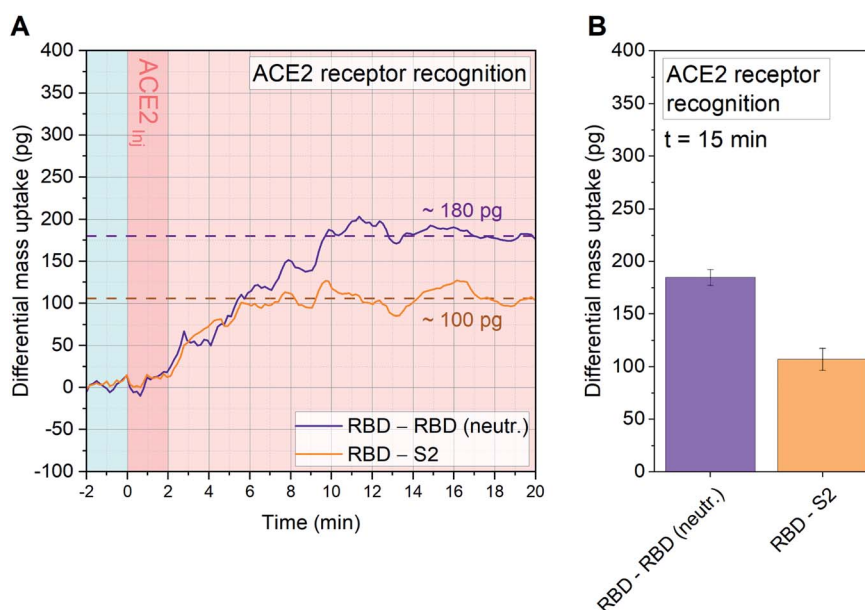 A
Differential mass uptake (pg)
400
350
300
250
200
150
100
50
0
-50
-100
ACE2 Inj
ACE2 receptor recognition
~ 180 pg
~ 100 pg
RBD – RBD (neutr.)
RBD – S2
-2 0 2 4 6 8 10 12 14 16 18 20
Time (min)
B
Differential mass uptake (pg)
400
350
300
250
200
150
100
50
0
ACE2 receptor
recognition
t = 15 min
RBD - RBD (neutr.)
RBD - S2